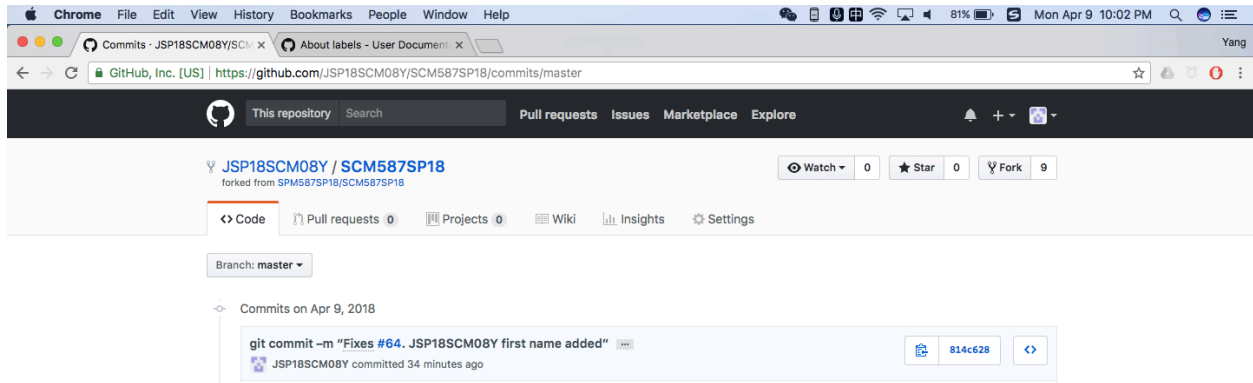 Chrome File Edit View History Bookmarks People Window Help 中 81% S Mon Apr 9 10:02 PM
Commits · JSP18SCM08Y/SCM × About labels - User Document × Yang
GitHub, Inc. [US] | https://github.com/JSP18SCM08Y/SCM587SP18/commits/master
This repository Search Pull requests Issues Marketplace Explore
JSP18SCM08Y / SCM587SP18 Watch 0 Star 0 Fork 9
forked from SPM587SP18/SCM587SP18
Code Pull requests 0 Projects 0 Wiki Insights Settings
Branch: master
Commits on Apr 9, 2018
git commit –m “Fixes #64. JSP18SCM08Y first name added” …
JSP18SCM08Y committed 34 minutes ago 814c628